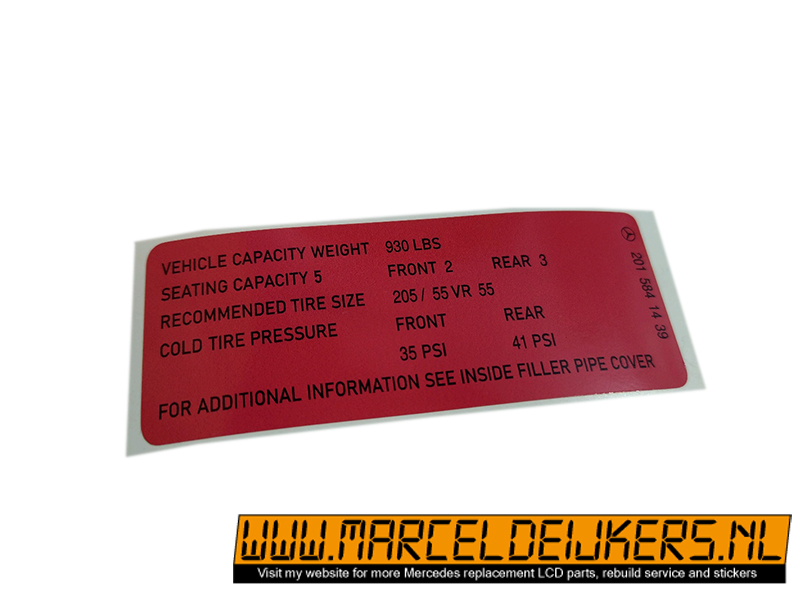 VEHICLE CAPACITY WEIGHT 930 LBS
SEATING CAPACITY 5 FRONT 2 REAR 3
RECOMMENDED TIRE SIZE 205 / 55 VR 55
COLD TIRE PRESSURE FRONT REAR
35 PSI 41 PSI
FOR ADDITIONAL INFORMATION SEE INSIDE FILLER PIPE COVER
201 584 14 39
WWW.MARCELDEIJKERS.NL
Visit my website for more Mercedes replacement LCD parts, rebuild service and stickers